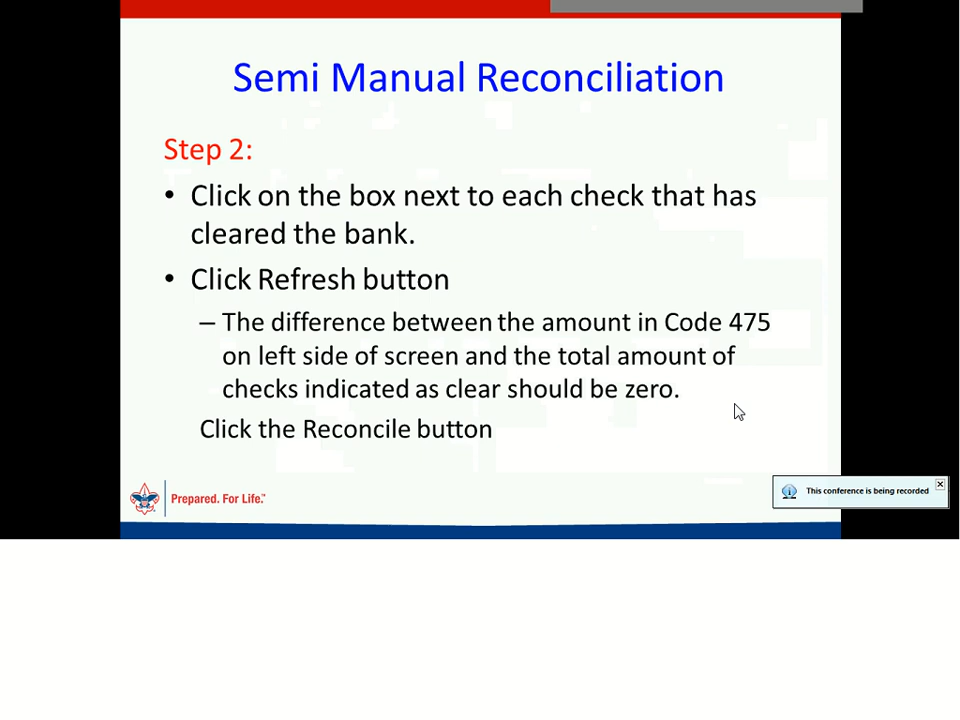 Semi Manual Reconciliation
Step 2:
• Click on the box next to each check that has
cleared the bank.
• Click Refresh button
– The difference between the amount in Code 475
on left side of screen and the total amount of
checks indicated as clear should be zero.
Click the Reconcile button
Prepared. For Life.™
This conference is being recorded